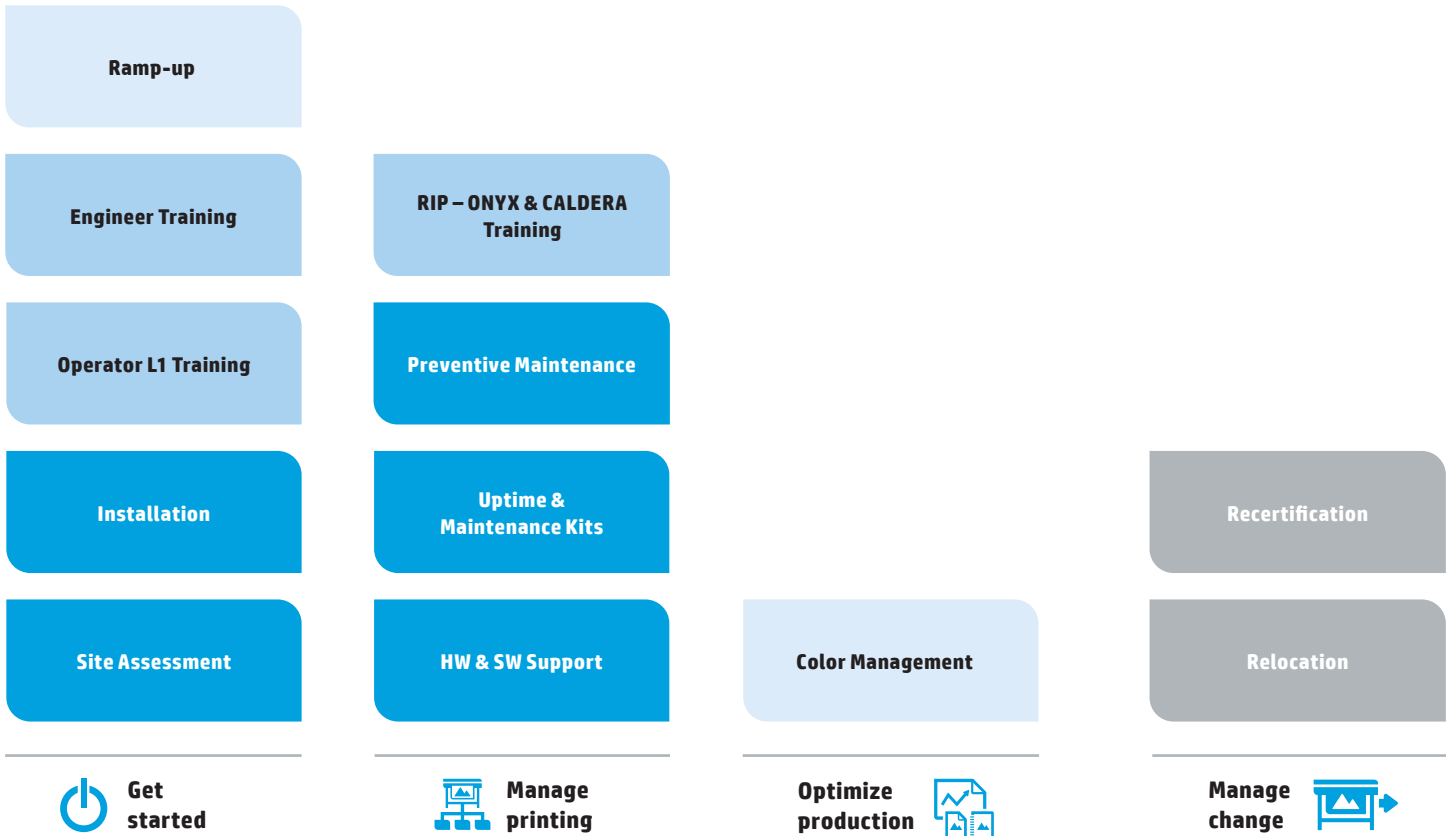 Ramp-up
Engineer Training
RIP – ONYX & CALDERA
Training
Operator L1 Training
Preventive Maintenance
Installation
Uptime &
Maintenance Kits
Recertification
Site Assessment
HW & SW Support
Color Management
Relocation
Get
started
Manage
printing
Optimize
production
Manage
change